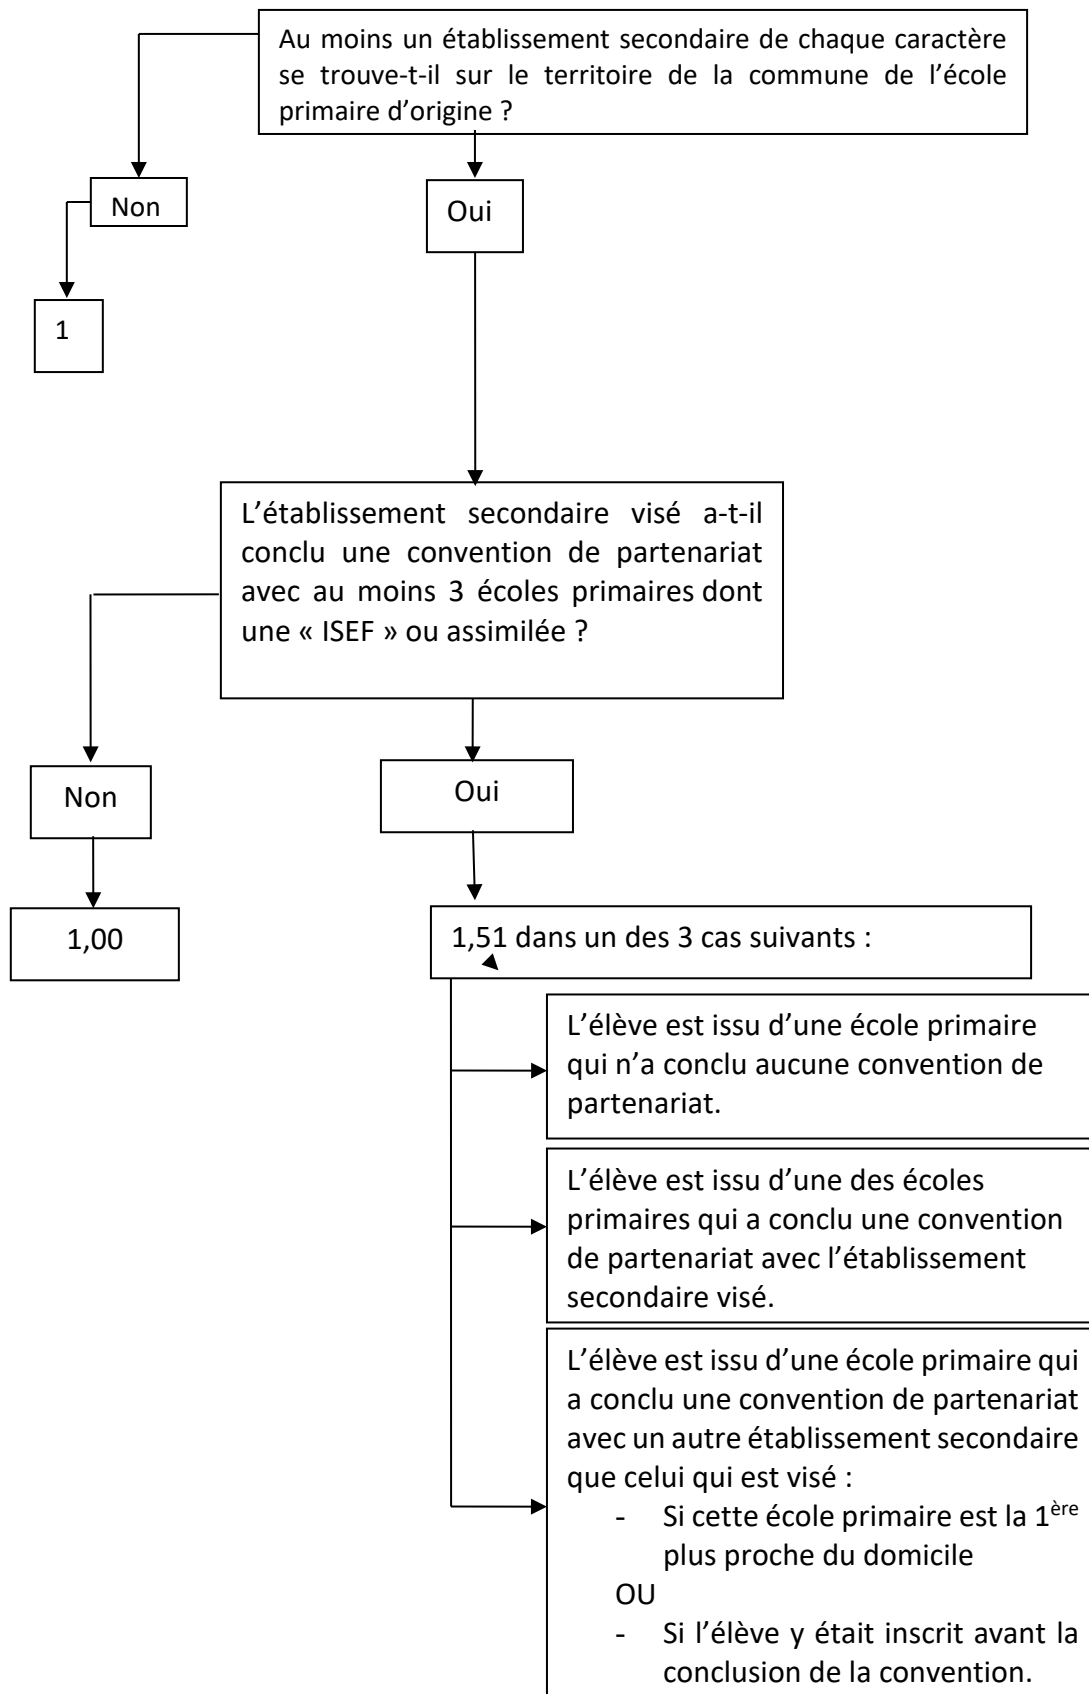 Au moins un établissement secondaire de chaque caractère
se trouve-t-il sur le territoire de la commune de l’école
primaire d’origine ?
Non
Oui
1
L’établissement secondaire visé a-t-il
conclu une convention de partenariat
avec au moins 3 écoles primaires dont
une « ISEF » ou assimilée ?
Non
Oui
1,00
1,51 dans un des 3 cas suivants :
L’élève est issu d’une école primaire
qui n’a conclu aucune convention de
partenariat.
L’élève est issu d’une des écoles
primaires qui a conclu une convention
de partenariat avec l’établissement
secondaire visé.
L’élève est issu d’une école primaire qui
a conclu une convention de partenariat
avec un autre établissement secondaire
que celui qui est visé :
- Si cette école primaire est la 1ère
plus proche du domicile
OU
- Si l’élève y était inscrit avant la
conclusion de la convention.